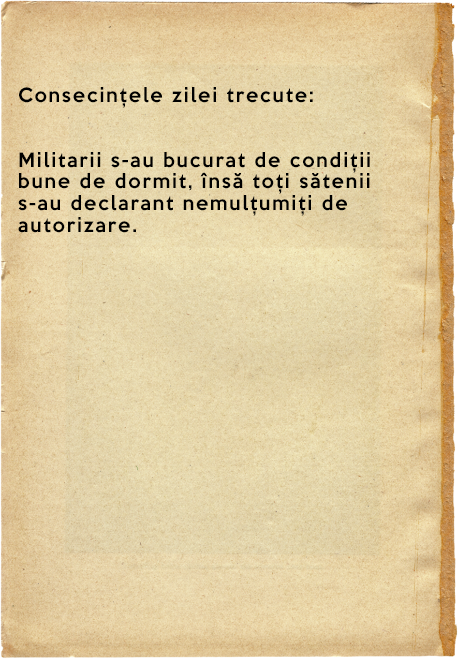 Consecințele zilei trecute:
Militarii s-au bucurat de condiții
bune de dormit, însă toți sătenii
s-au declarant nemulțumiți de
autorizare.